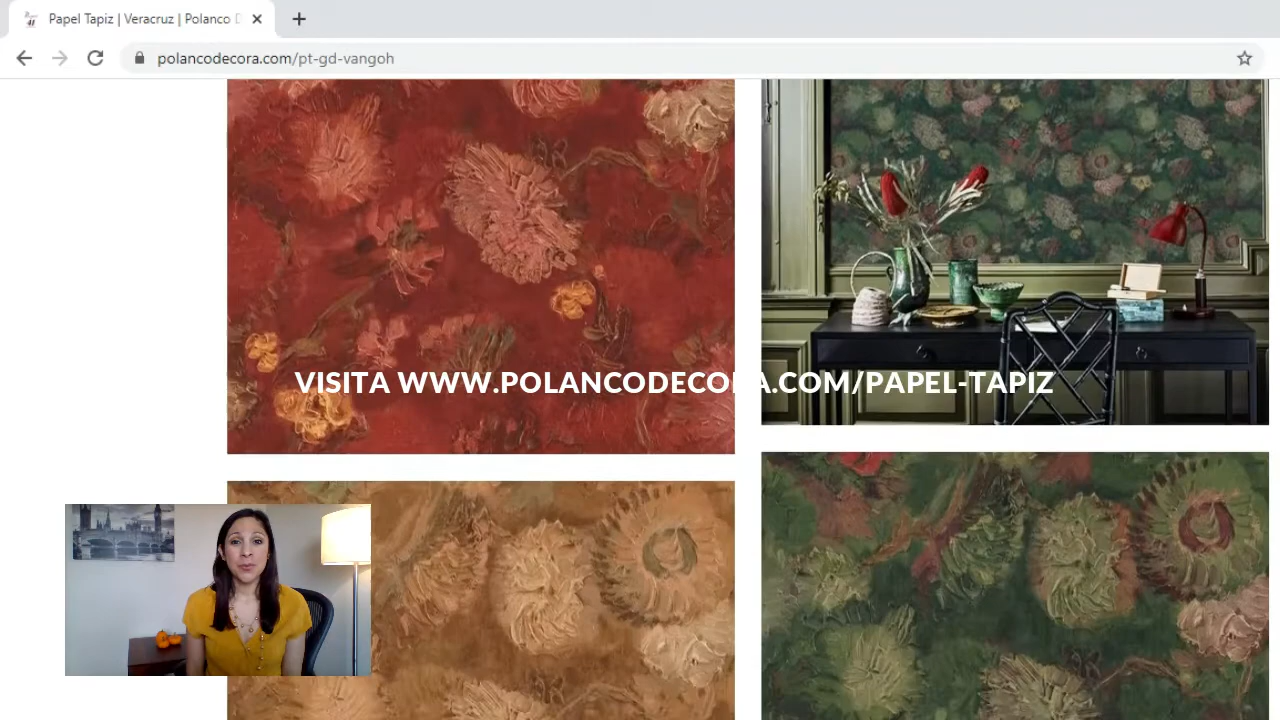 Papel Tapiz | Veracruz | Polanco D
polancodecora.com/pt-gd-vangoh
VISITA WWW.POLANCODECORA.COM/PAPEL-TAPIZ